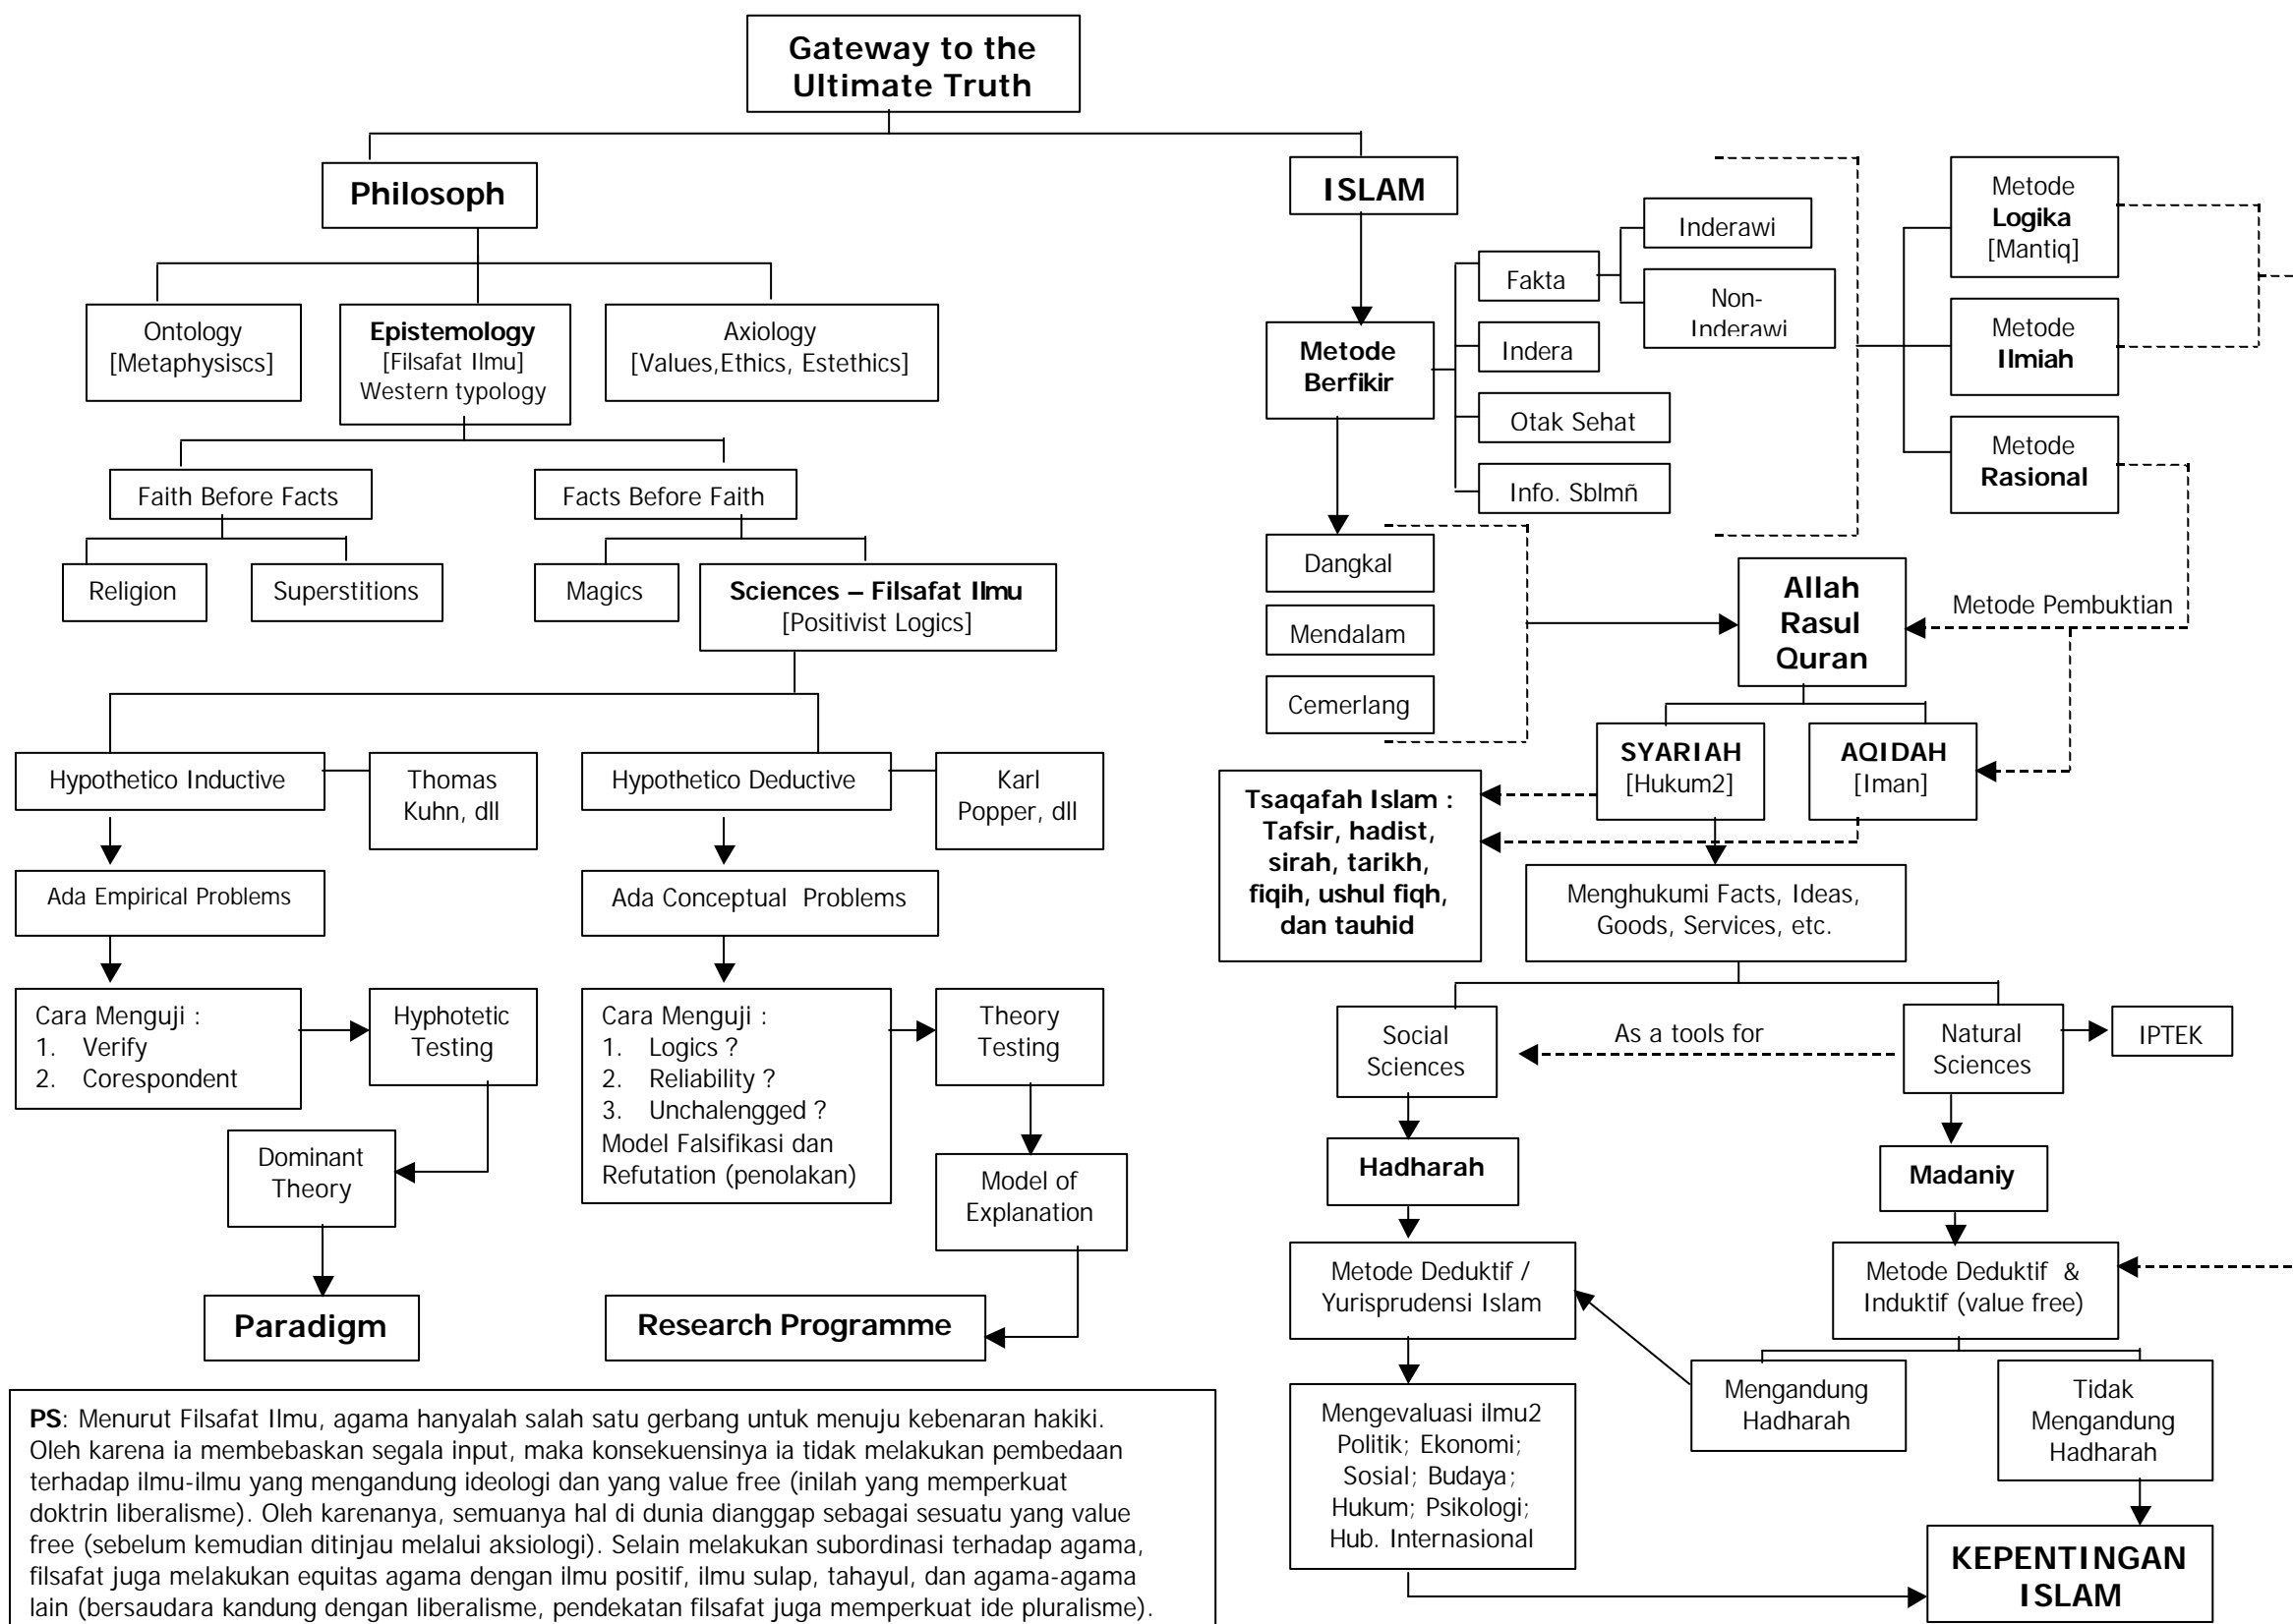 Gateway to the
Ultimate Truth
Philosoph
Ontology
[Metaphysiscs]
Epistemology
[Filsafat Ilmu]
Western typology
Axiology
[Values,Ethics, Estethics]
Faith Before Facts
Facts Before Faith
Religion
Superstitions
Magics
Sciences – Filsafat Ilmu
[Positivist Logics]
Hypothetico Inductive
Thomas
Kuhn, dll
Hypothetico Deductive
Karl
Popper, dll
Ada Empirical Problems
Ada Conceptual Problems
Cara Menguji :
1. Verify
2. Corespondent
Hyphotetic
Testing
Cara Menguji :
1. Logics ?
2. Reliability ?
3. Unchalengged ?
Model Falsifikasi dan
Refutation (penolakan)
Theory
Testing
Dominant
Theory
Model of
Explanation
Paradigm
Research Programme
PS: Menurut Filsafat Ilmu, agama hanyalah salah satu gerbang untuk menuju kebenaran hakiki.
Oleh karena ia membebaskan segala input, maka konsekuensinya ia tidak melakukan pembedaan
terhadap ilmu-ilmu yang mengandung ideologi dan yang value free (inilah yang memperkuat
doktrin liberalisme). Oleh karenanya, semuanya hal di dunia dianggap sebagai sesuatu yang value
free (sebelum kemudian ditinjau melalui aksiologi). Selain melakukan subordinasi terhadap agama,
filsafat juga melakukan equitas agama dengan ilmu positif, ilmu sulap, tahayul, dan agama-agama
lain (bersaudara kandung dengan liberalisme, pendekatan filsafat juga memperkuat ide pluralisme).
ISLAM
Metode
Berfikir
Fakta
Inderawi
Non-
Inderawi
Indera
Otak Sehat
Info. Sblmñ
Metode
Logika
[Mantiq]
Metode
Ilmiah
Metode
Rasional
Dangkal
Mendalam
Cemerlang
Allah
Rasul
Quran
Metode Pembuktian
SYARIAH
[Hukum2]
AQIDAH
[Iman]
Tsaqafah Islam :
Tafsir, hadist,
sirah, tarikh,
fiqih, ushul fiqh,
dan tauhid
Menghukumi Facts, Ideas,
Goods, Services, etc.
Social
Sciences
As a tools for
Natural
Sciences
IPTEK
Hadharah
Madaniy
Metode Deduktif /
Yurisprudensi Islam
Metode Deduktif &
Induktif (value free)
Mengevaluasi ilmu2
Politik; Ekonomi;
Sosial; Budaya;
Hukum; Psikologi;
Hub. Internasional
Mengandung
Hadharah
Tidak
Mengandung
Hadharah
KEPENTINGAN
ISLAM